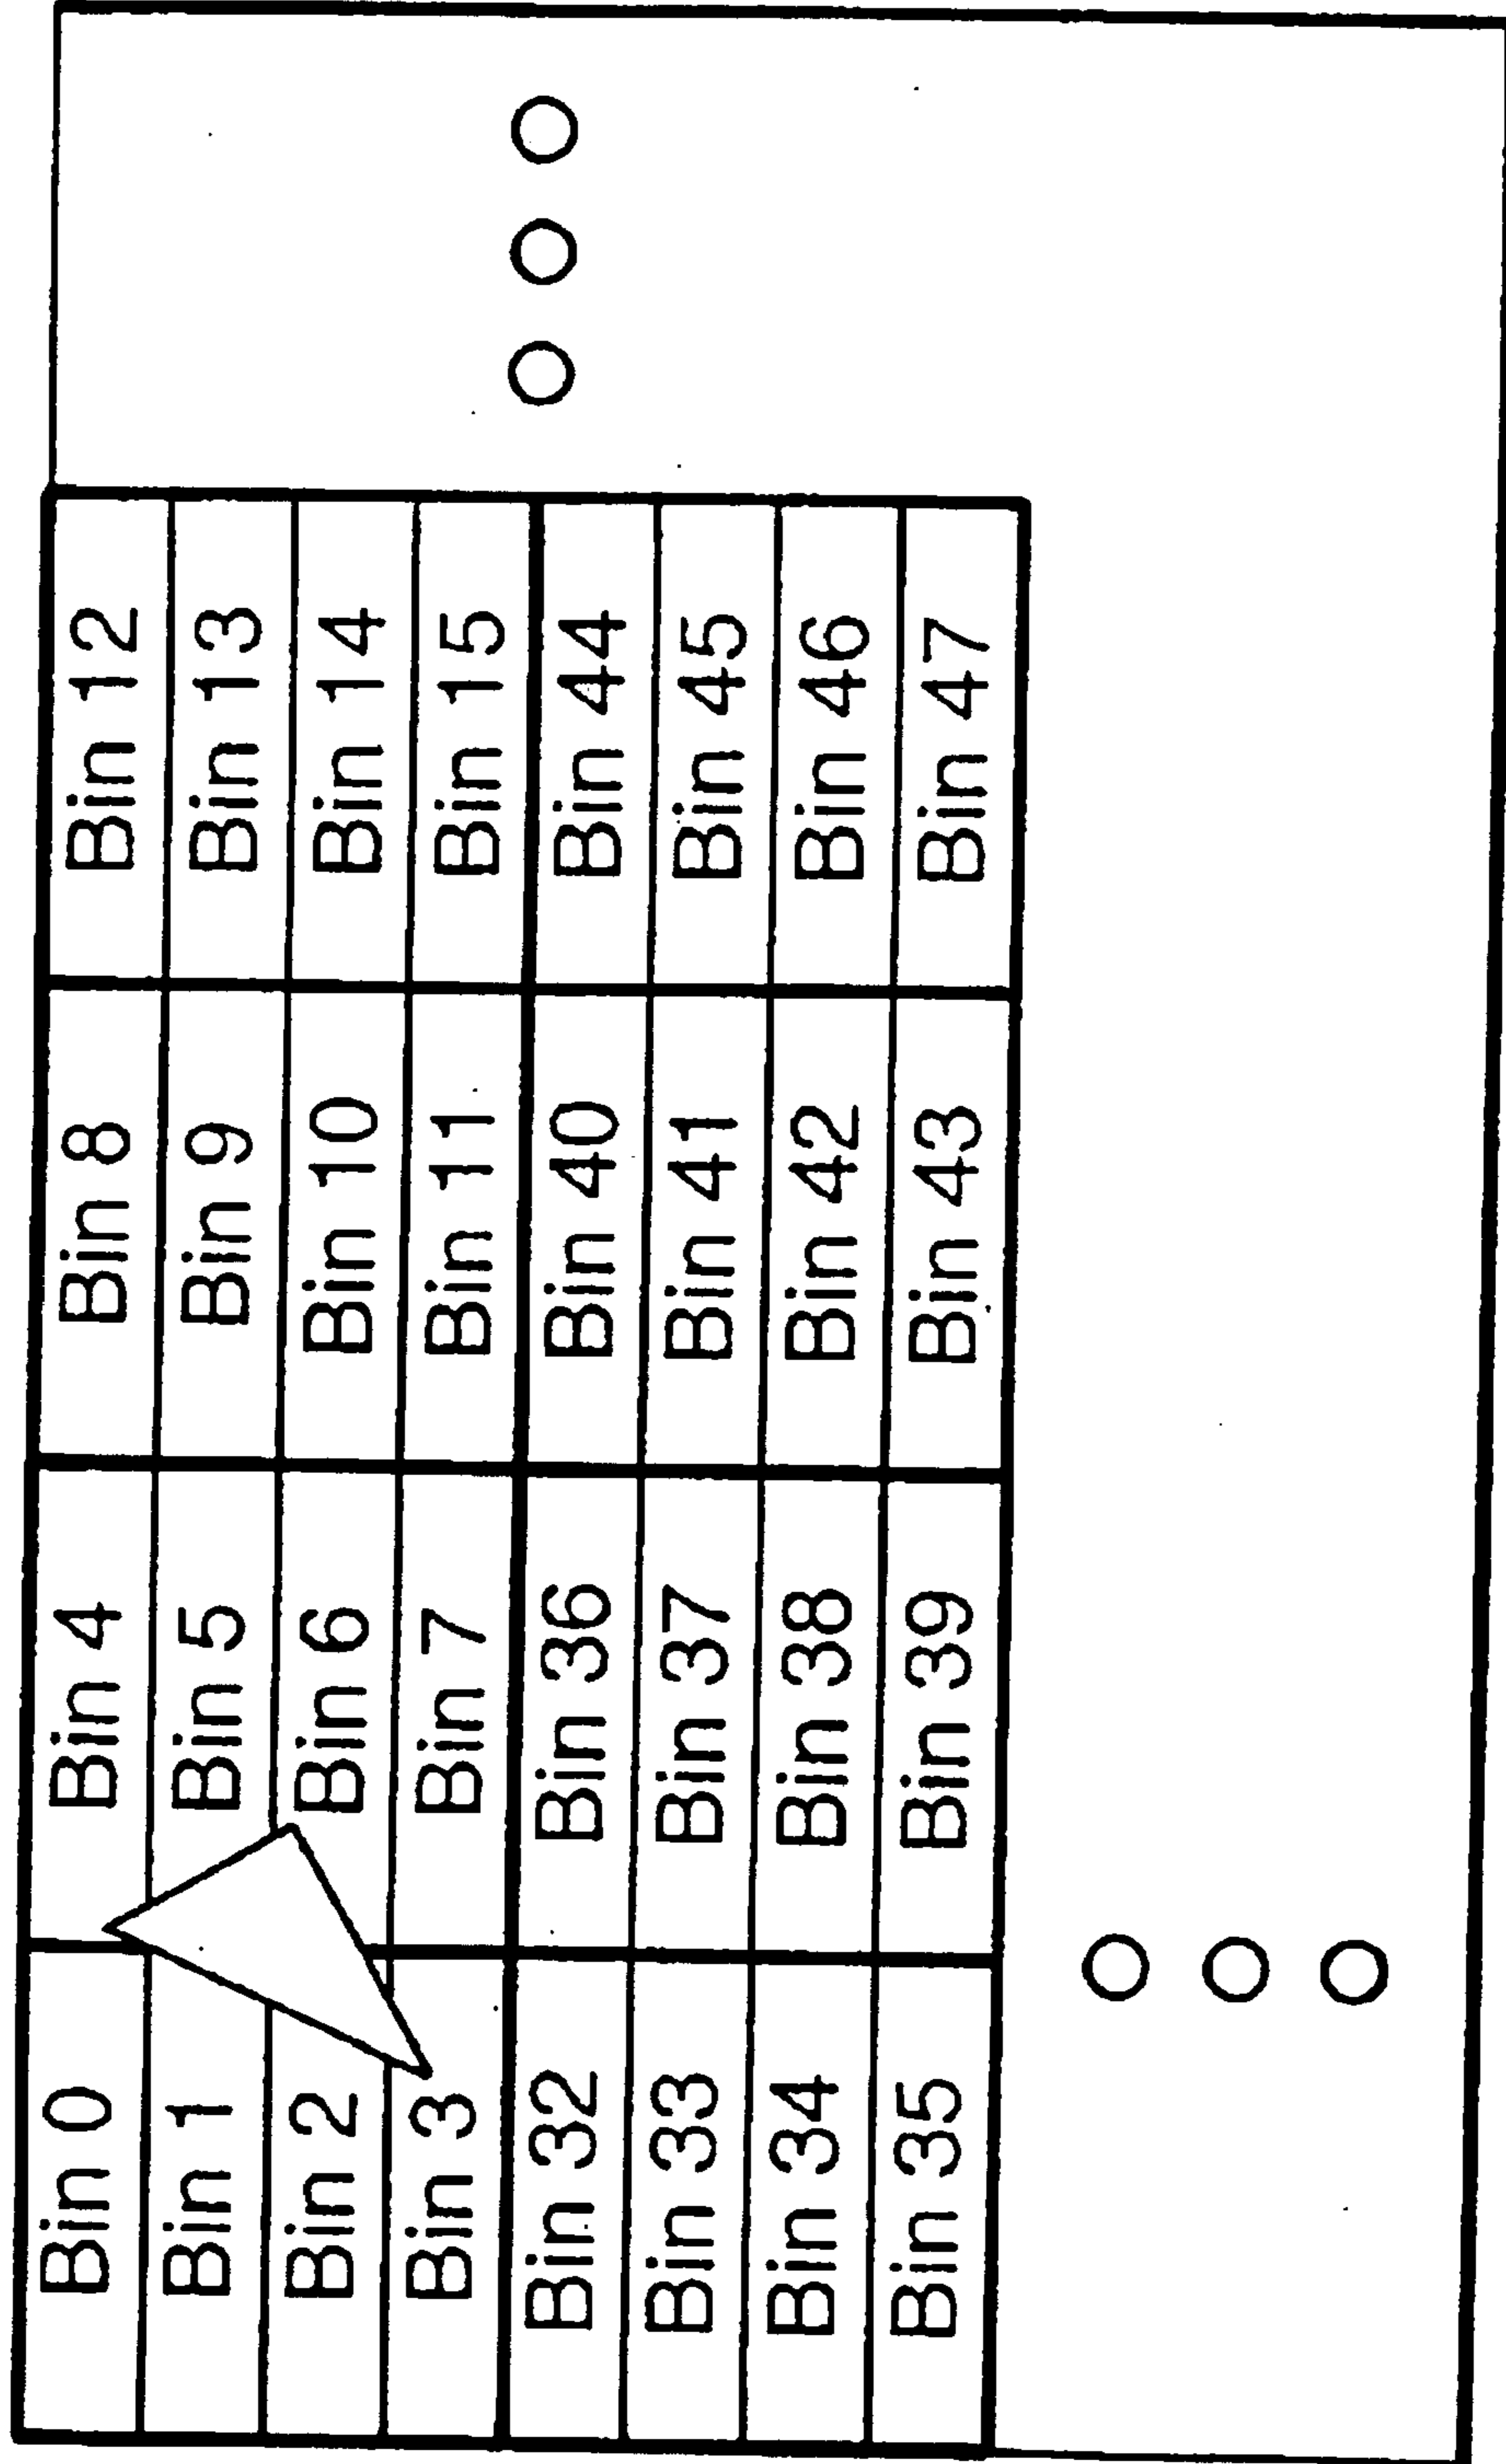 Bin 0 Bin 4 Bin 8 Bin 12
Bin 1 Bin 5 Bin 9 Bin 13
Bin 2 Bin 6 Bin 10 Bin 14
Bin 3 Bin 7 Bin 11 Bin 15
Bin 32 Bin 36 Bin 40 Bin 44
Bin 33 Bin 37 Bin 41 Bin 45
Bin 34 Bin 38 Bin 42 Bin 46
Bin 35 Bin 39 Bin 43 Bin 47